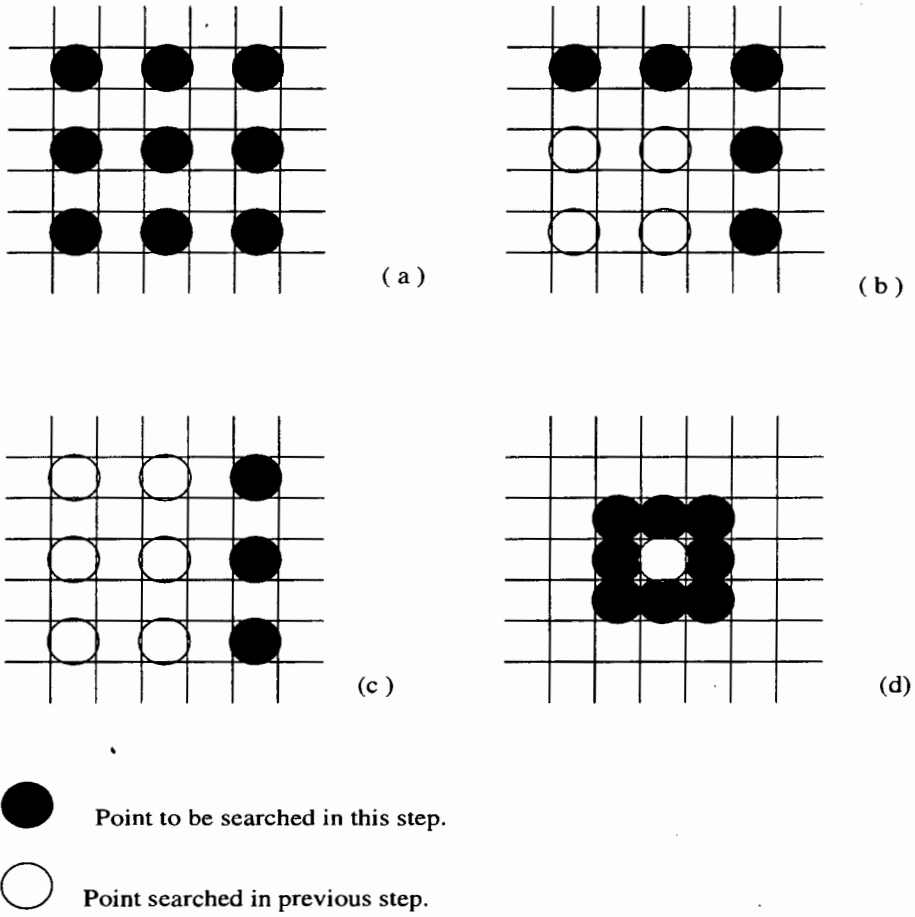 ( a )
( b )
(c )
(d)
Point to be searched in this step.
Point searched in previous step.